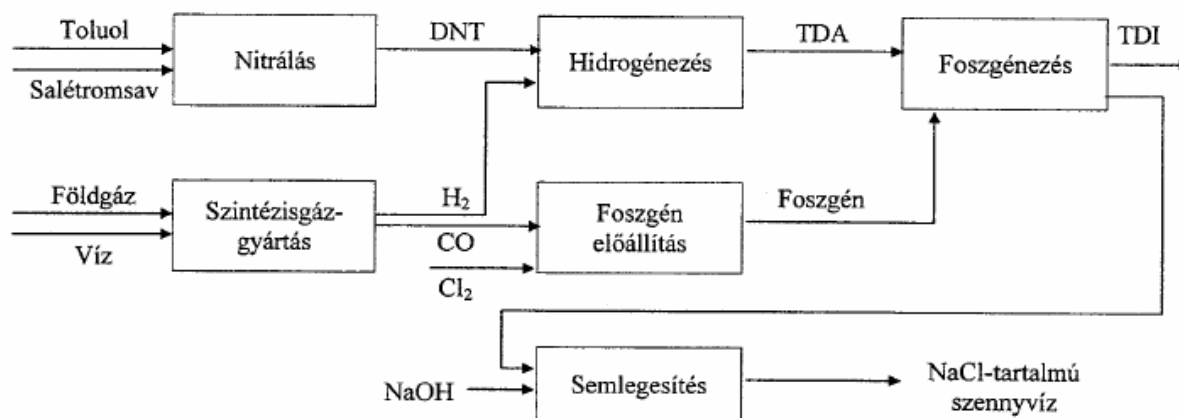 Toluol
Salétromsav
Nitrálás
DNT
Hidrogénezés
TDA
Foszgénezés
TDI
Földgáz
Víz
Szintézisgáz-
gyártás
H₂
CO
Cl₂
Foszgén
előállítás
Foszgén
NaOH
Semlegesítés
NaCl-tartalmú
szennyvíz